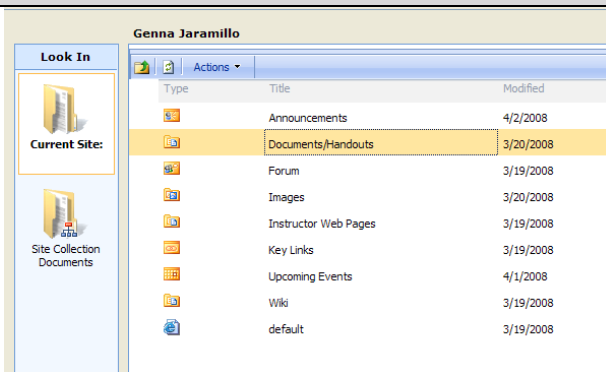 Genna Jaramillo
Look In
Actions
Type Title Modified
Announcements 4/2/2008
Current Site: Documents/Handouts 3/20/2008
Forum 3/19/2008
Images 3/20/2008
Instructor Web Pages 3/19/2008
Site Collection Key Links 3/19/2008
Documents
Upcoming Events 4/1/2008
Wiki 3/19/2008
default 3/19/2008